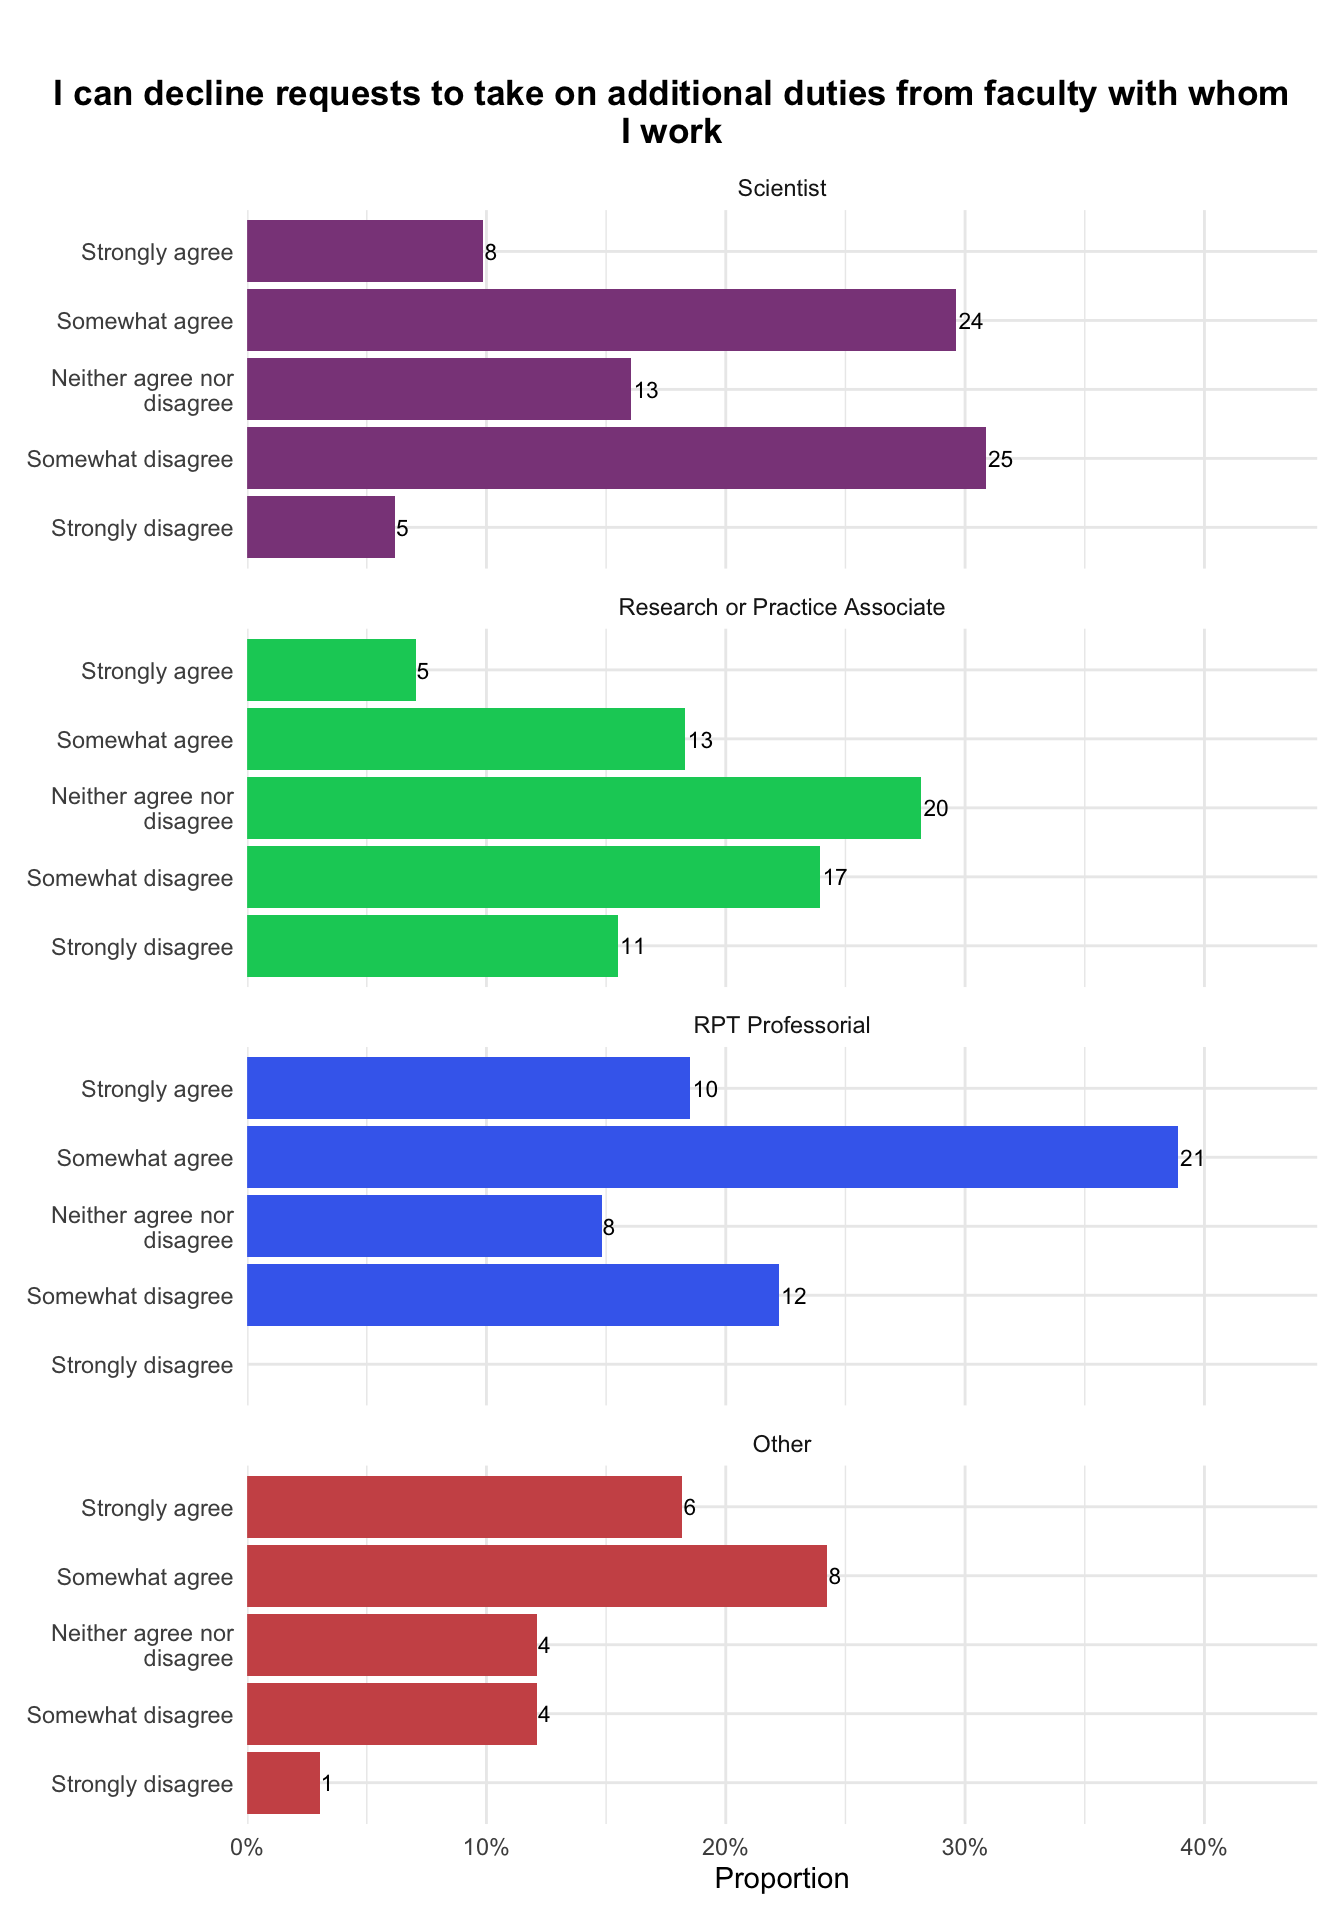 I can decline requests to take on additional duties from faculty with whom
I work
Scientist
Strongly agree
8
Somewhat agree
24
Neither agree nor
disagree
13
Somewhat disagree
25
Strongly disagree
5
Research or Practice Associate
Strongly agree
5
Somewhat agree
13
Neither agree nor
disagree
20
Somewhat disagree
17
Strongly disagree
11
RPT Professorial
Strongly agree
10
Somewhat agree
21
Neither agree nor
disagree
8
Somewhat disagree
12
Strongly disagree
Other
Strongly agree
6
Somewhat agree
8
Neither agree nor
disagree
4
Somewhat disagree
4
Strongly disagree
1
0% 10% 20% 30% 40%
Proportion